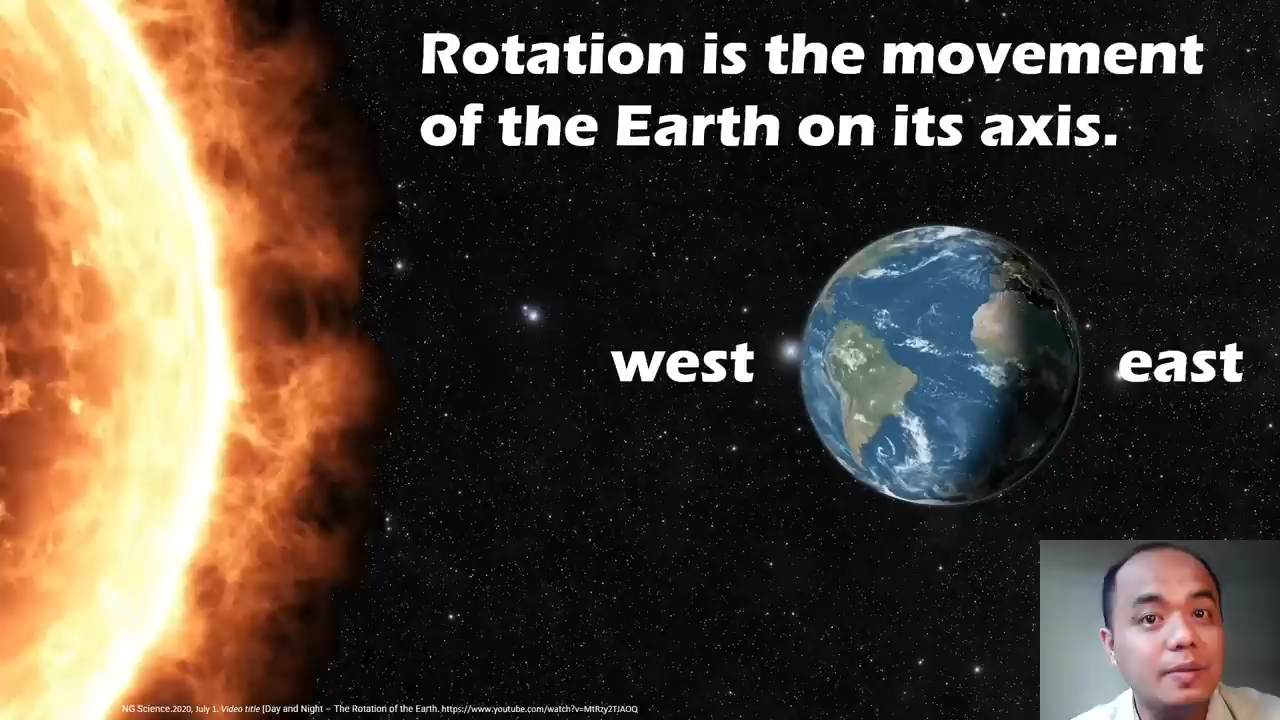 Rotation is the movement
of the Earth on its axis.
west
east
NG Science.2020, July 1. Video title [Day and Night – The Rotation of the Earth. https://www.youtube.com/watch?v=MtRzy2TJAOQ